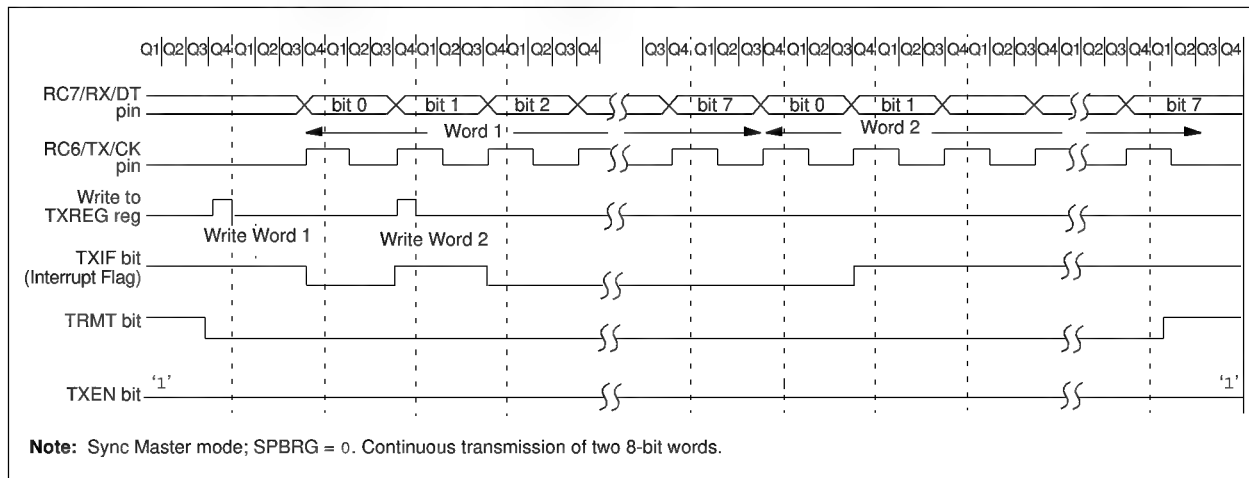 Q1 Q2 Q3 Q4 Q1 Q2 Q3 Q4 Q1 Q2 Q3 Q4 Q1 Q2 Q3 Q4 Q1 Q2 Q3 Q4 Q3 Q4 Q1 Q2 Q3 Q4 Q1 Q2 Q3 Q4 Q1 Q2 Q3 Q4 Q1 Q2 Q3 Q4 Q1 Q2 Q3 Q4 Q1 Q2 Q3 Q4
RC7/RX/DT
pin
bit 0 bit 1 bit 2 bit 7 bit 0 bit 1 bit 7
Word 1 Word 2
RC6/TX/CK
pin
Write to
TXREG reg
Write Word 1 Write Word 2
TXIF bit
(Interrupt Flag)
TRMT bit
TXEN bit '1' '1'
Note: Sync Master mode; SPBRG = 0. Continuous transmission of two 8-bit words.